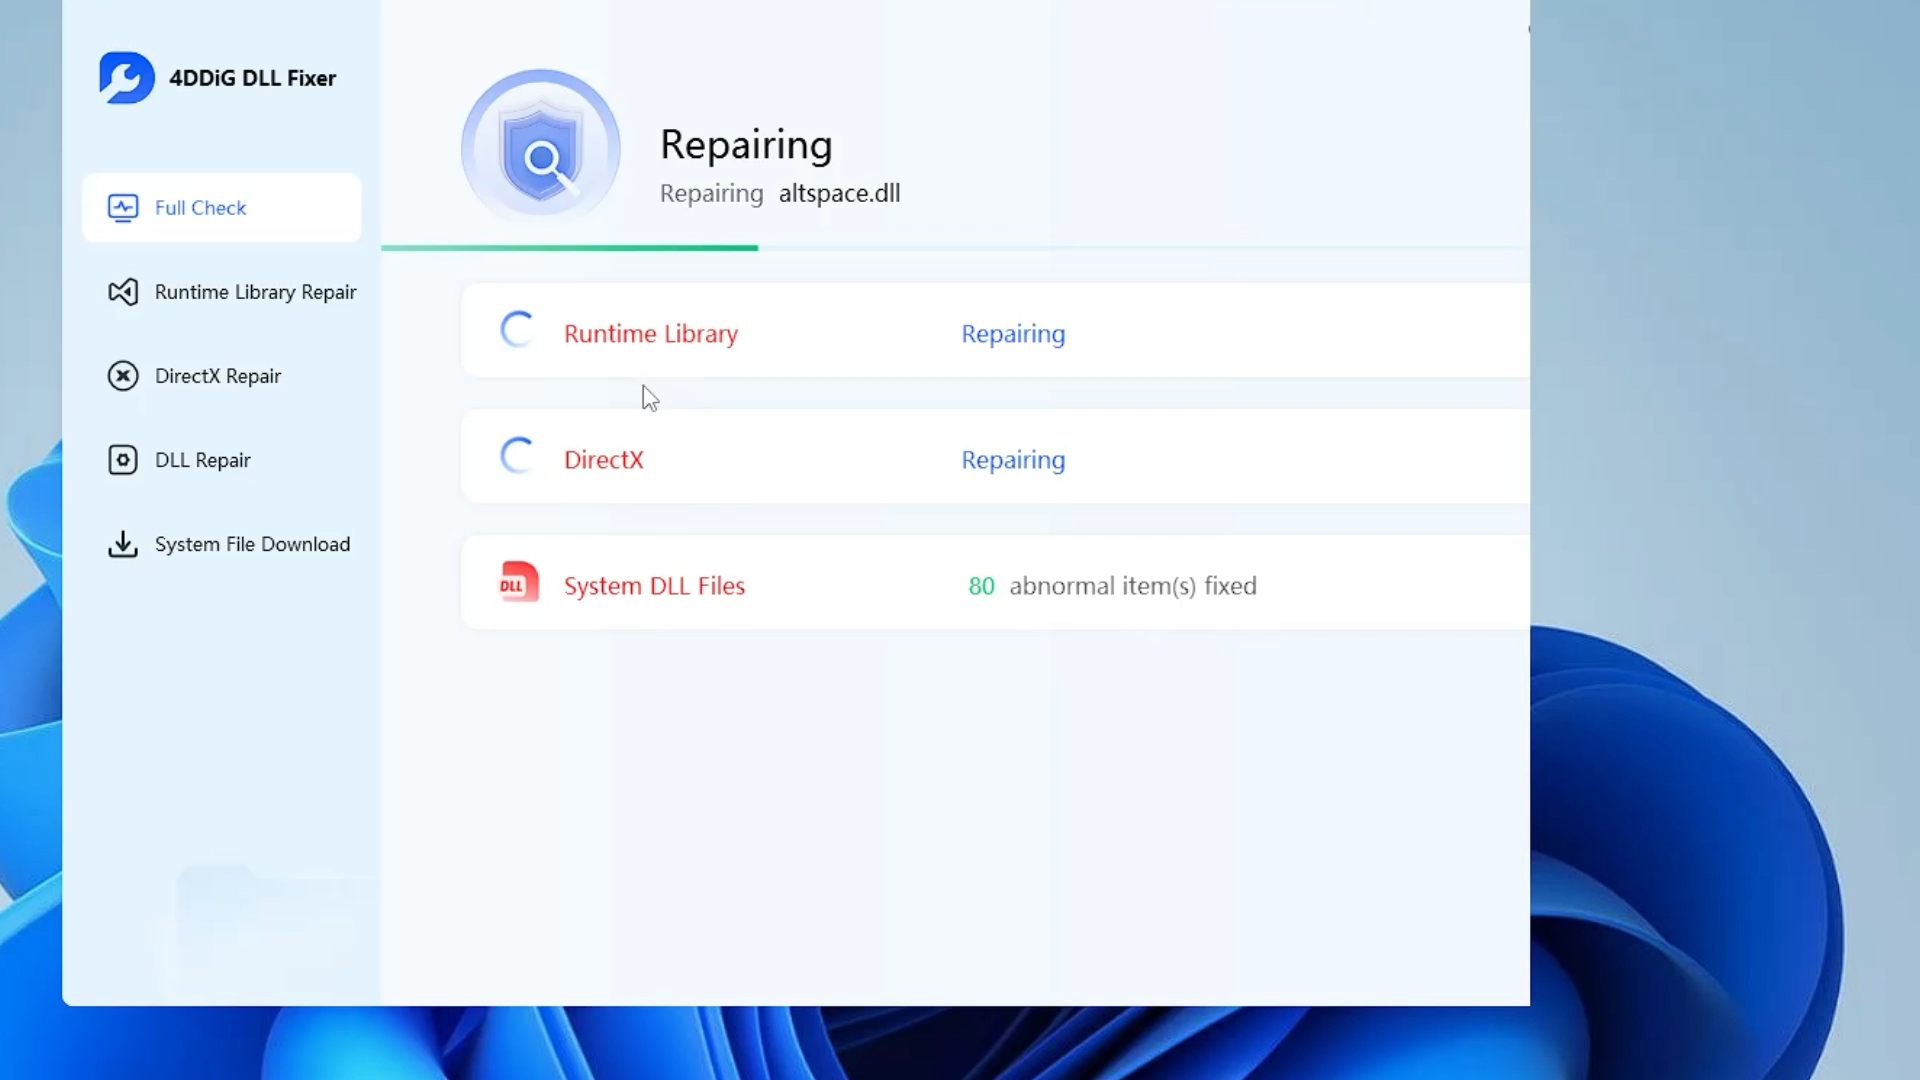 4DDiG DLL Fixer
Full Check
Runtime Library Repair
DirectX Repair
DLL Repair
System File Download
Repairing
Repairing altspace.dll
Runtime Library Repairing
DirectX Repairing
DLL System DLL Files 80 abnormal item(s) fixed